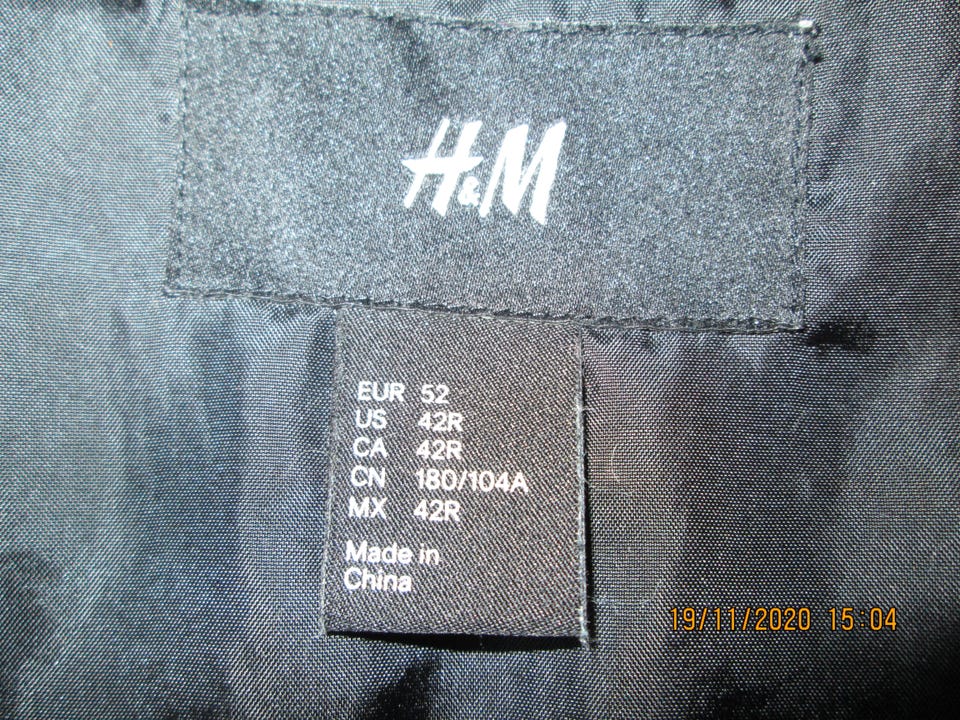 H&M
EUR 52
US 42R
CA 42R
CN 180/104A
MX 42R
Made in
China
19/11/2020 15:04